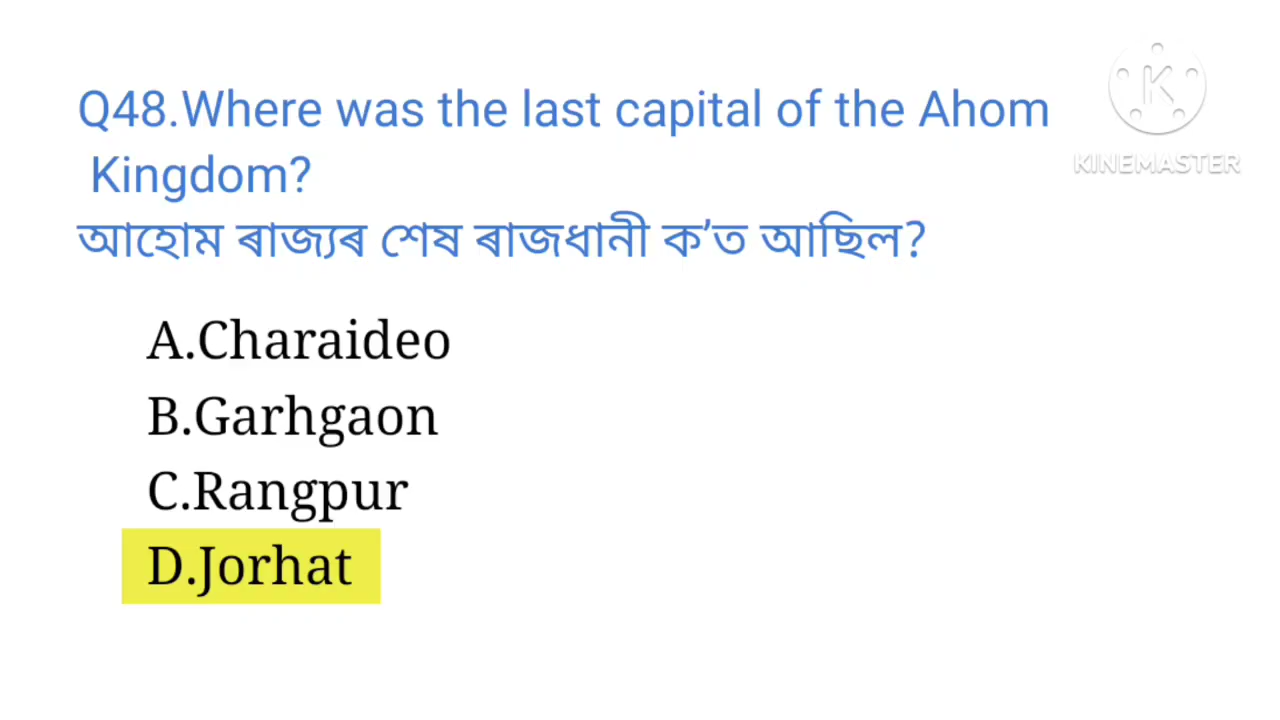 Q48.Where was the last capital of the Ahom
Kingdom?
আহোম ৰাজ্যৰ শেষ ৰাজধানী ক’ত আছিল?
A.Charaideo
B.Garhgaon
C.Rangpur
D.Jorhat
K
KINEMASTER